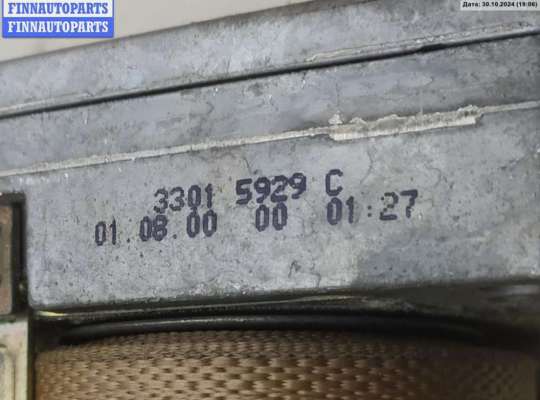 FINNAUTOPARTS
FINNAUTOPARTS
Дата: 30.10.2024 (19:06)
3301 5929 C
01.08.00 00 01:27